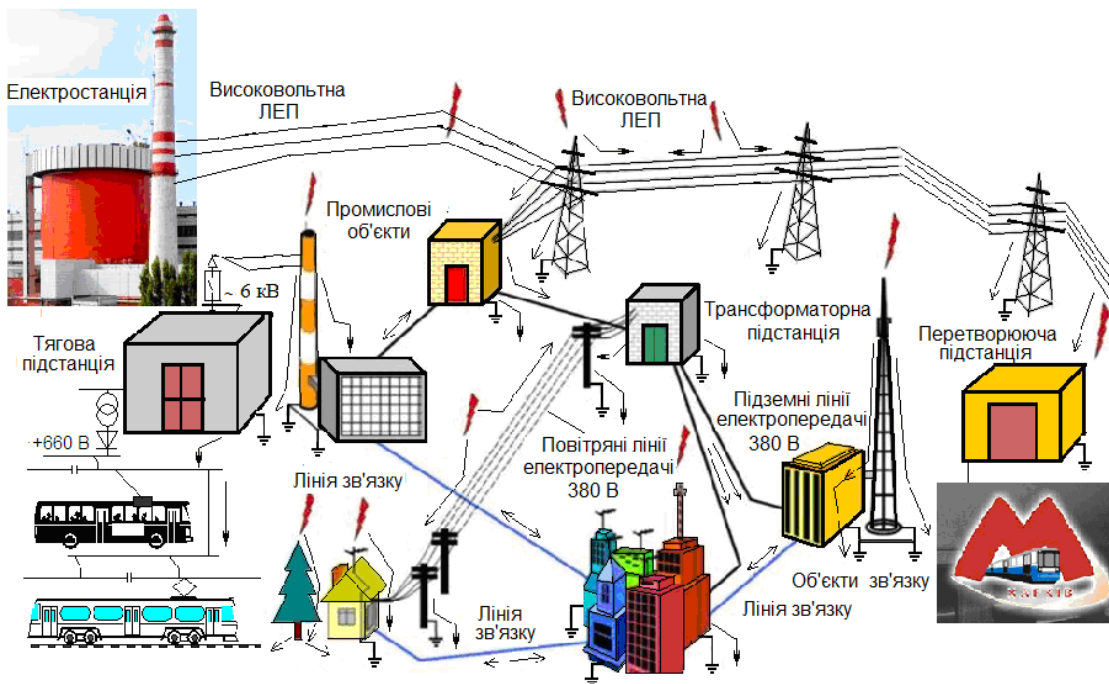 Електростанція
Високовольтна
ЛЕП
Високовольтна
ЛЕП
Промислові
об'єкти
~ 6 кВ
Тягова
підстанція
Трансформаторна
підстанція
Перетворююча
підстанція
+660 В
Підземні лінії
електропередачі
380 В
Повітряні лінії
електропередачі
380 В
Лінія зв'язку
Об'єкти зв'язку
Лінія зв'язку
Лінія
зв'язку
ХАРКІВ